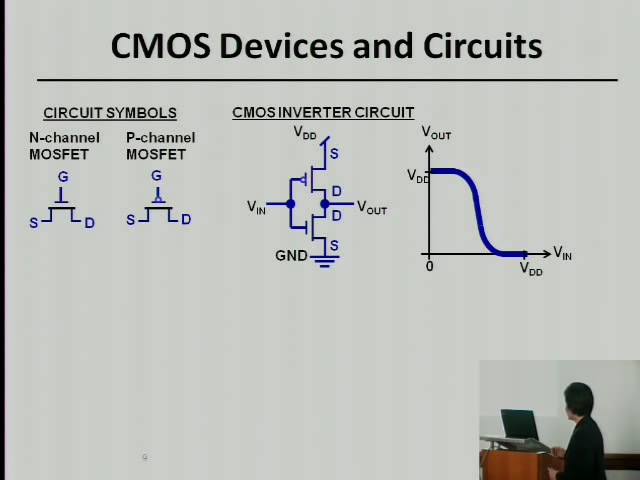 CMOS Devices and Circuits
CIRCUIT SYMBOLS
N-channel
MOSFET
P-channel
MOSFET
G
S
D
G
S
D
CMOS INVERTER CIRCUIT
VDD
S
D
VIN
VOUT
D
S
GND
VOUT
VDD
0
VDD
VIN
9